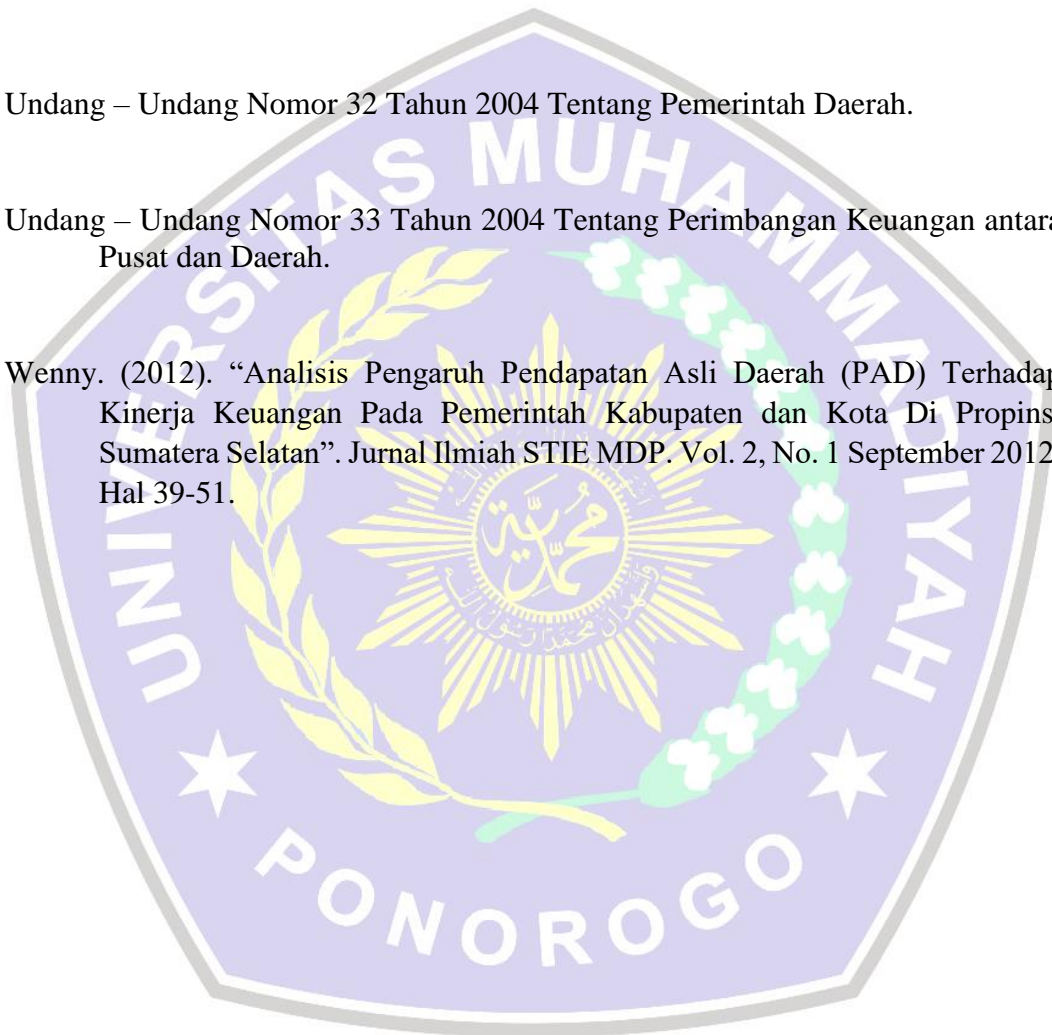 Undang – Undang Nomor 32 Tahun 2004 Tentang Pemerintah Daerah.
Undang – Undang Nomor 33 Tahun 2004 Tentang Perimbangan Keuangan antara
Pusat dan Daerah.
Wenny. (2012). “Analisis Pengaruh Pendapatan Asli Daerah (PAD) Terhadap
Kinerja Keuangan Pada Pemerintah Kabupaten dan Kota Di Propins
Sumatera Selatan”. Jurnal Ilmiah STIE MDP. Vol. 2, No. 1 September 2012
Hal 39-51.
UNIVERSITAS MUHAMMADIYAH
محمدية
PONOROGO